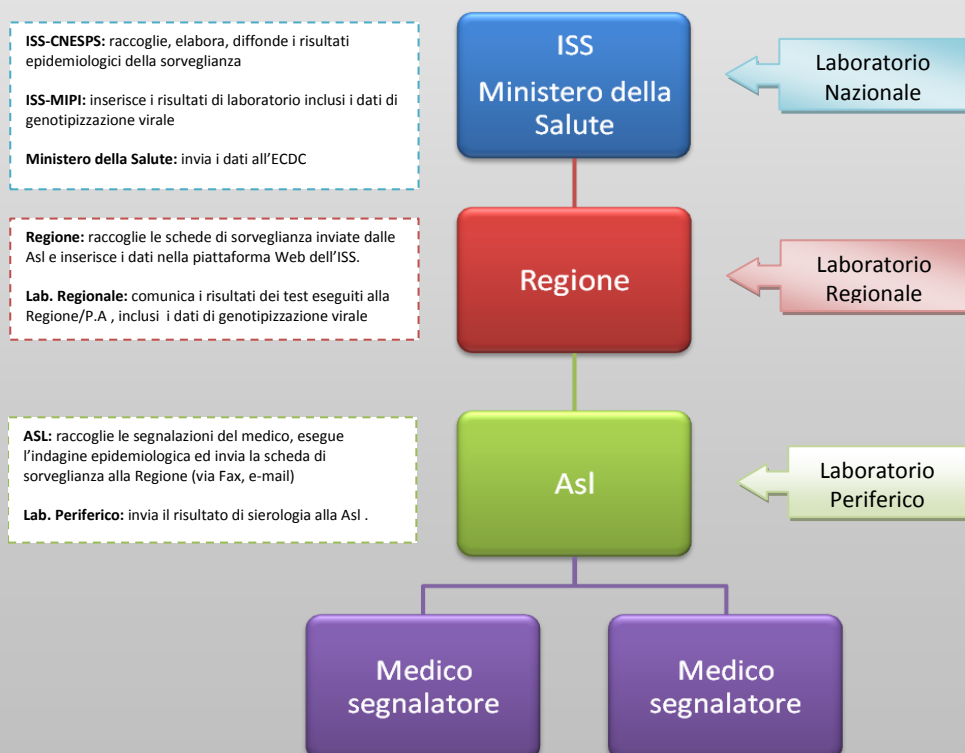 ISS-CNESPS: raccoglie, elabora, diffonde i risultati
epidemiologici della sorveglianza
ISS-MIPI: inserisce i risultati di laboratorio inclusi i dati di
genotipizzazione virale
Ministero della Salute: invia i dati all'ECDC
ISS
Ministero della
Salute
Laboratorio
Nazionale
Regione: raccoglie le schede di sorveglianza inviate dalle
Asl e inserisce i dati nella piattaforma Web dell'ISS.
Lab. Regionale: comunica i risultati dei test eseguiti alla
Regione/P.A , inclusi i dati di genotipizzazione virale
Regione
Laboratorio
Regionale
ASL: raccoglie le segnalazioni del medico, esegue
l'indagine epidemiologica ed invia la scheda di
sorveglianza alla Regione (via Fax, e-mail)
Lab. Periferico: invia il risultato di sierologia alla Asl .
Asl
Laboratorio
Periferico
Medico
segnalatore
Medico
segnalatore